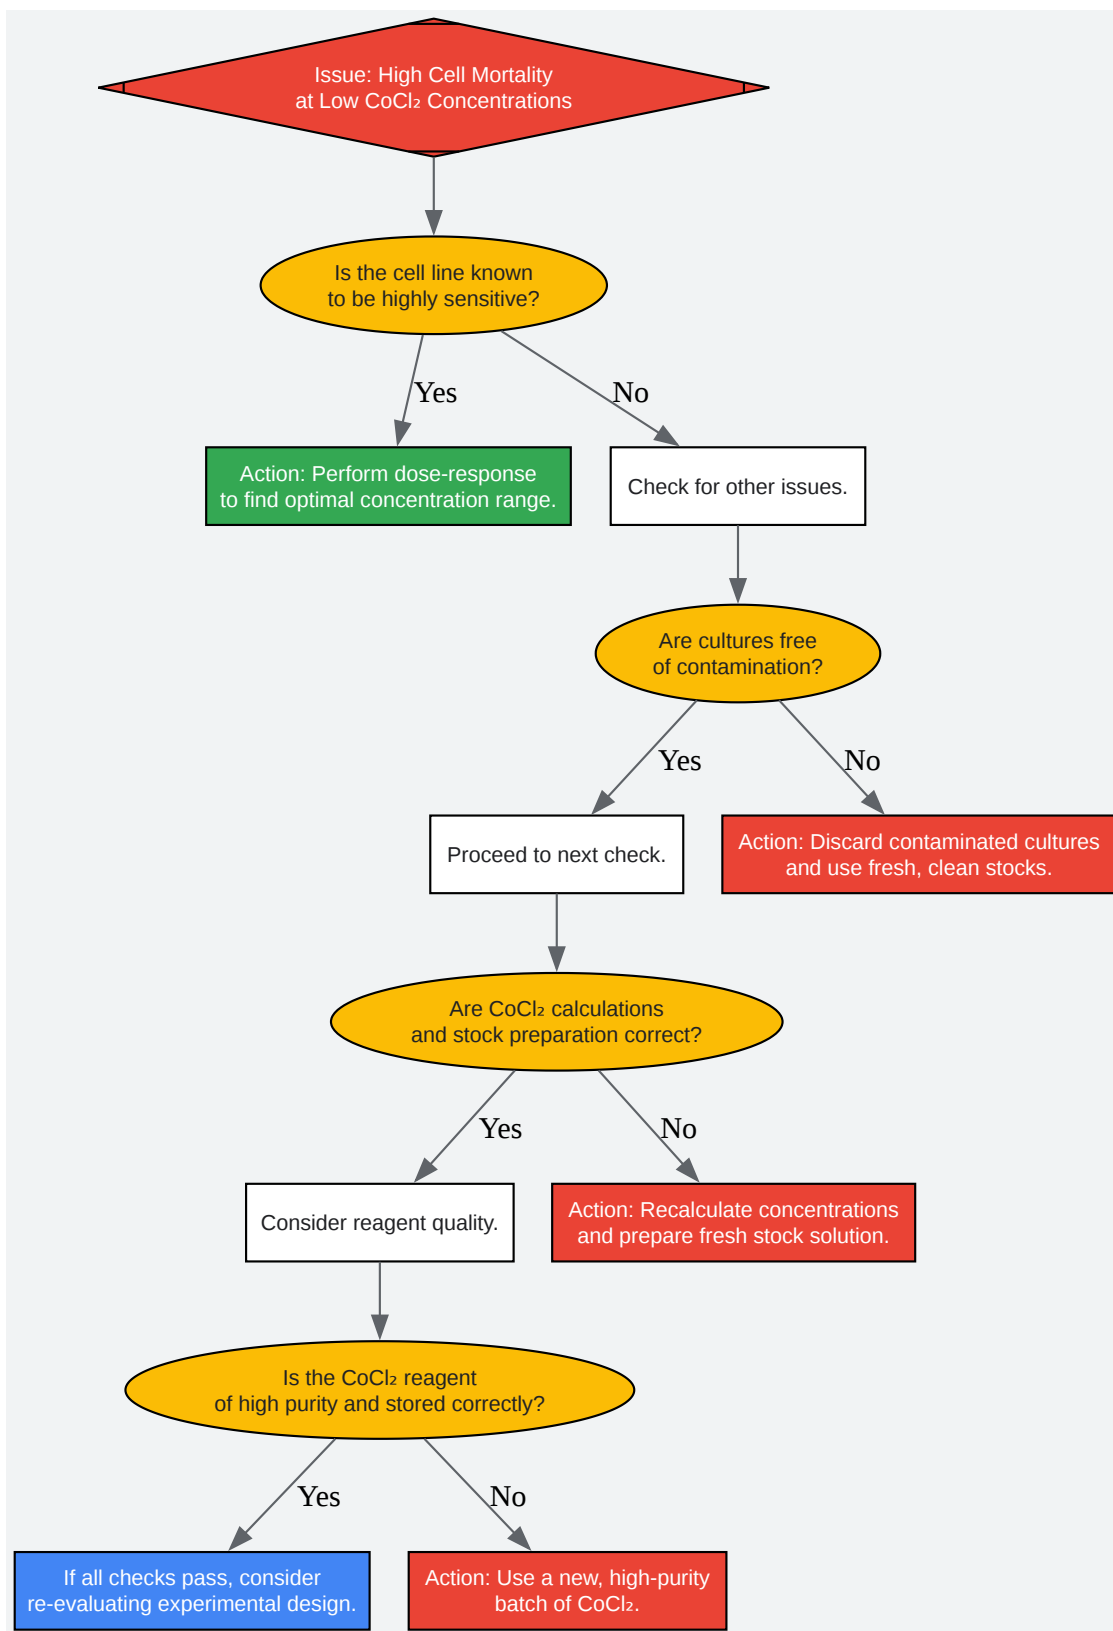 Issue: High Cell Mortality
at Low CoCl₂ Concentrations
Is the cell line known
to be highly sensitive?
Yes
No
Action: Perform dose-response
to find optimal concentration range.
Check for other issues.
Are cultures free
of contamination?
Yes
No
Proceed to next check.
Action: Discard contaminated cultures
and use fresh, clean stocks.
Are CoCl₂ calculations
and stock preparation correct?
Yes
No
Consider reagent quality.
Action: Recalculate concentrations
and prepare fresh stock solution.
Is the CoCl₂ reagent
of high purity and stored correctly?
Yes
No
If all checks pass, consider
re-evaluating experimental design.
Action: Use a new, high-purity
batch of CoCl₂.